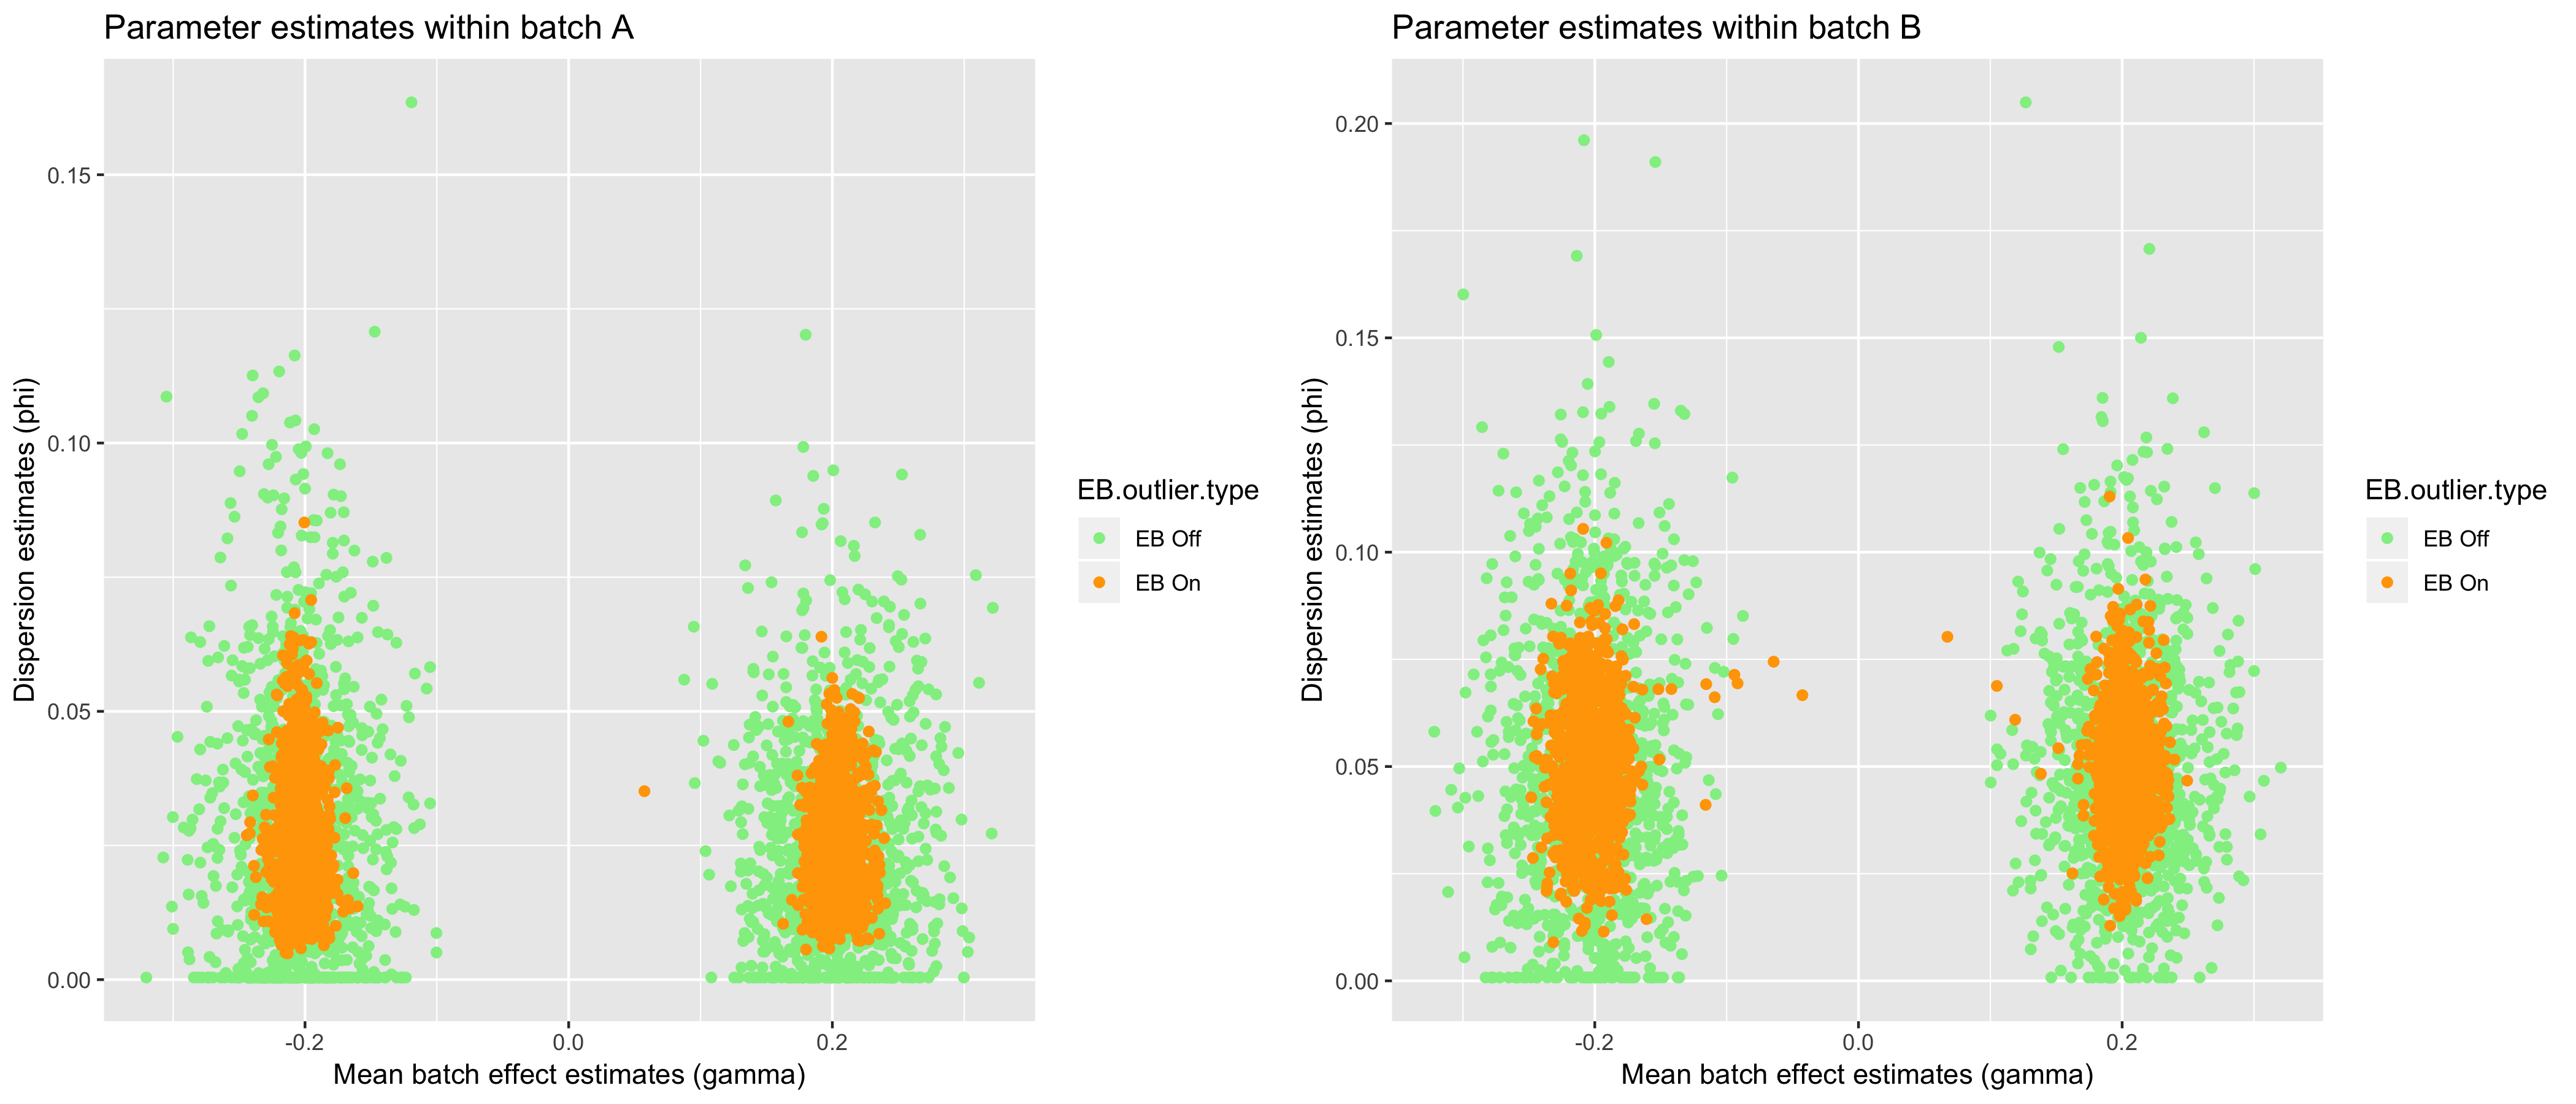 Parameter estimates within batch A
Dispersion estimates (phi)
0.15
0.10
0.05
0.00
-0.2
0.0
0.2
Mean batch effect estimates (gamma)
EB.outlier.type
EB Off
EB On
Parameter estimates within batch B
Dispersion estimates (phi)
0.20
0.15
0.10
0.05
0.00
-0.2
0.0
0.2
Mean batch effect estimates (gamma)
EB.outlier.type
EB Off
EB On